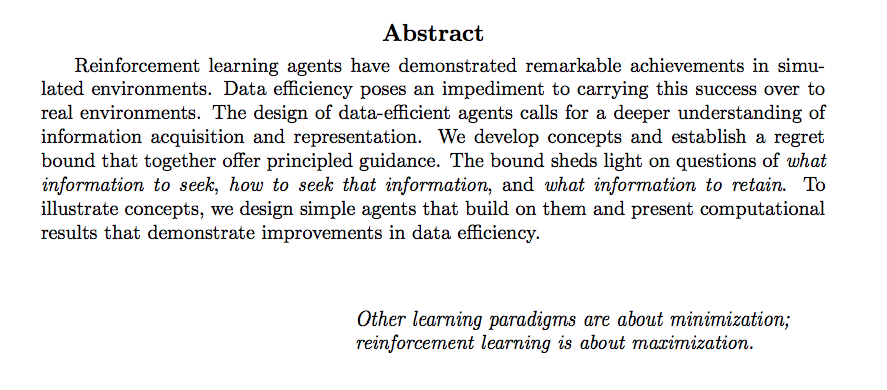 Abstract
Reinforcement learning agents have demonstrated remarkable achievements in simu-
lated environments. Data efficiency poses an impediment to carrying this success over to
real environments. The design of data-efficient agents calls for a deeper understanding of
information acquisition and representation. We develop concepts and establish a regret
bound that together offer principled guidance. The bound sheds light on questions of what
information to seek, how to seek that information, and what information to retain. To
illustrate concepts, we design simple agents that build on them and present computational
results that demonstrate improvements in data efficiency.
Other learning paradigms are about minimization;
reinforcement learning is about maximization.